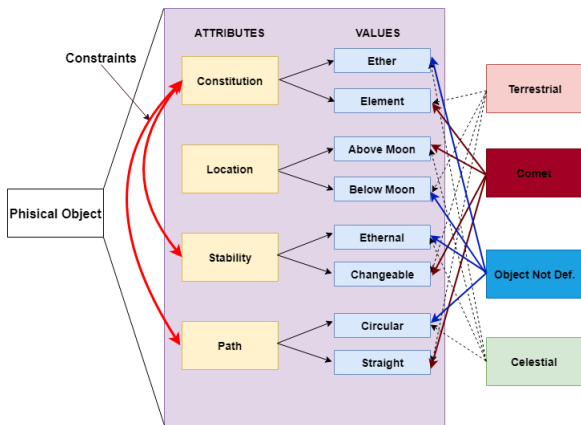 ATTRIBUTES VALUES
Constraints
Ether
Constitution
Terrestrial
Element
Above Moon
Location
Comet
Below Moon
Phisical Object
Ethernal
Stability
Object Not Def.
Changeable
Circular
Path
Straight
Celestial